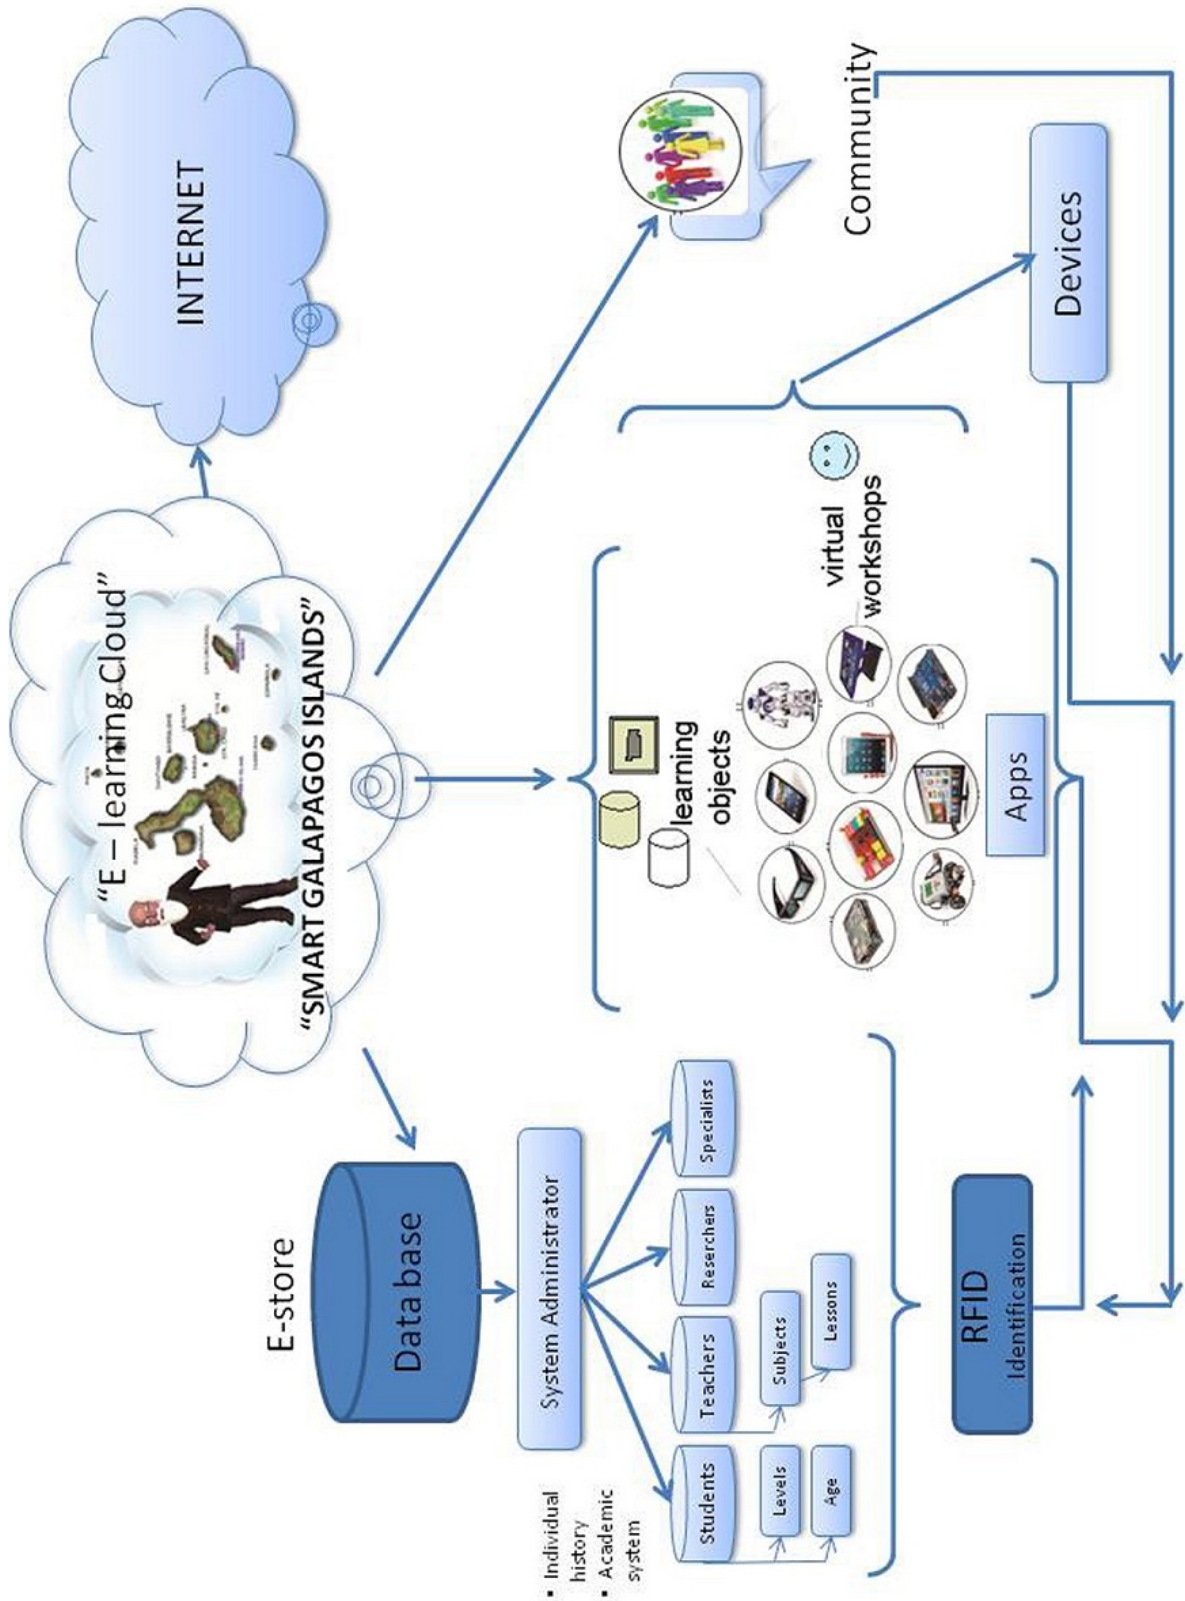 INTERNET
“E – learning Cloud”
“SMART GALAPAGOS ISLANDS”
E-store
Data base
System Administrator
▪ Individual
history
▪ Academic
system
Students
Teachers
Reserchers
Specialists
Levels
Age
Subjects
Lessons
RFID
Identification
learning
objects
virtual
workshops
Apps
Devices
Community